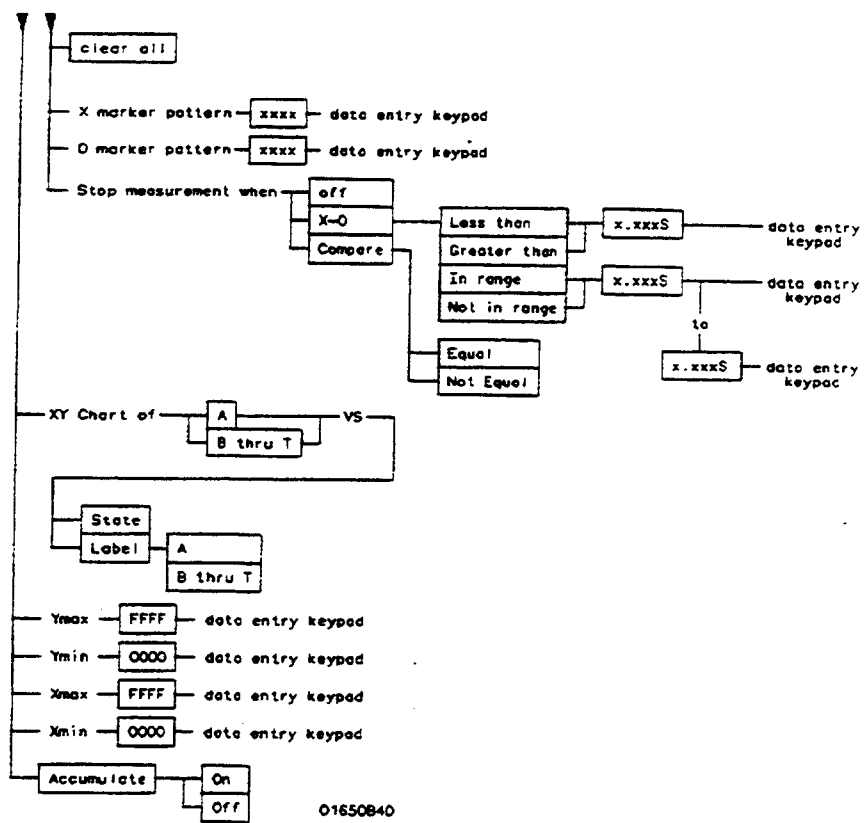 clear all
X marker pattern xxxx data entry keypad
O marker pattern xxxx data entry keypad
Stop measurement when off
X-O Less than x.xxxS data entry keypad
Compare Greater than
In range x.xxxS data entry keypad
Not in range
to
Equal x.xxxS data entry keypad
Not Equal
XY Chart of A VS
B thru T
State
Label A
B thru T
Ymax FFFF data entry keypad
Ymin 0000 data entry keypad
Xmax FFFF data entry keypad
Xmin 0000 data entry keypad
Accumulate On
Off
01650B40